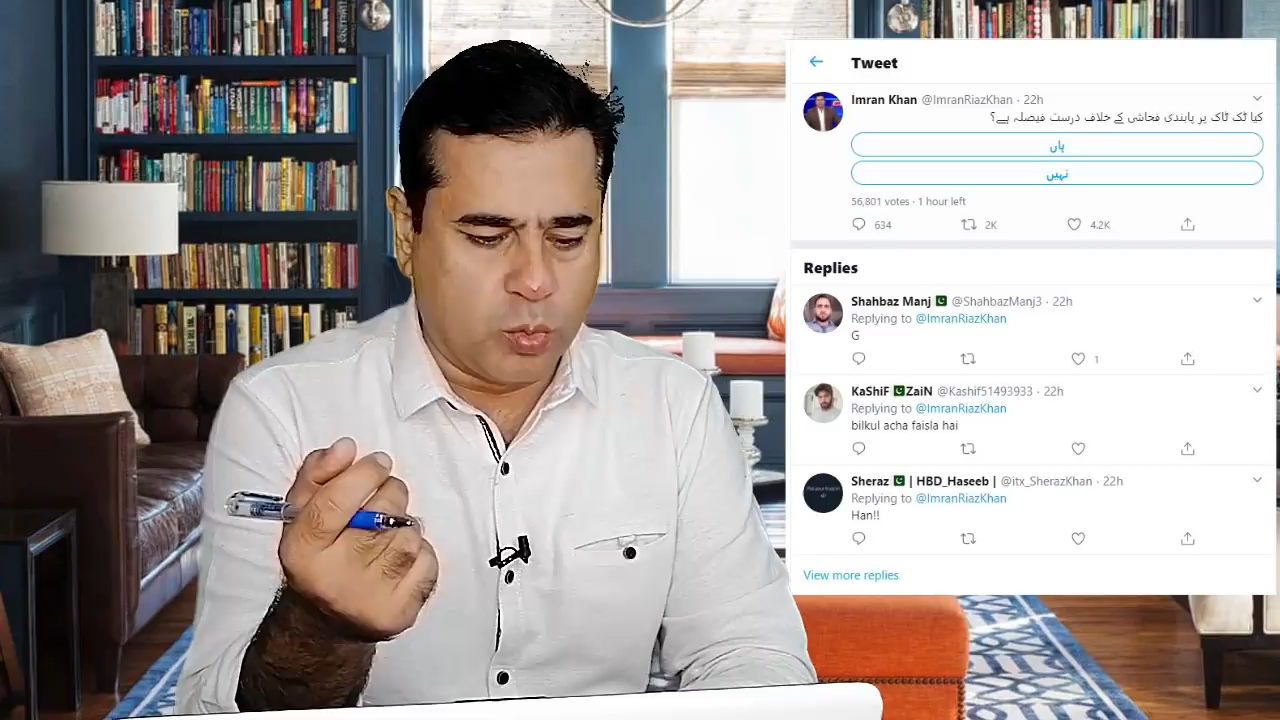 Tweet
Imran Khan @ImranRiazKhan · 22h
کیا ٹک ٹاک پر پابندی فحاشی کے خلاف درست فیصلہ ہے؟
ہاں
نہیں
56,801 votes · 1 hour left
634 2K 4.2K
Replies
Shahbaz Manj @ShahbazManj3 · 22h
Replying to @ImranRiazKhan
G
1
KaShiF ZaiN @Kashif51493933 · 22h
Replying to @ImranRiazKhan
bilkul acha faisla hai
Sheraz | HBD_Haseeb | @itx_SherazKhan · 22h
Replying to @ImranRiazKhan
Han!!
View more replies